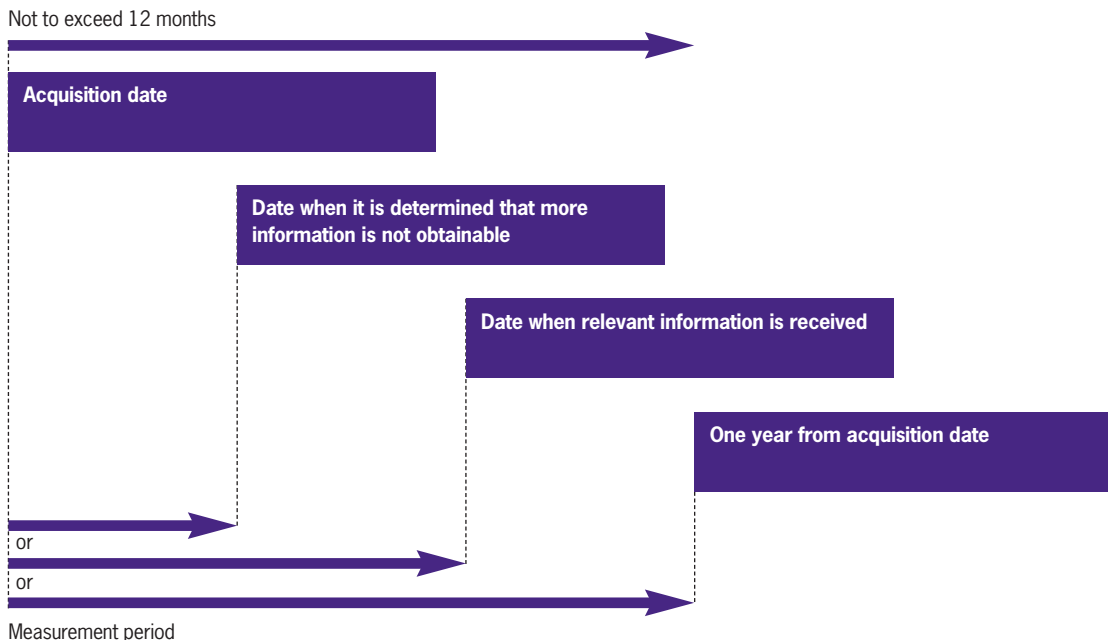 Not to exceed 12 months
Acquisition date
Date when it is determined that more
information is not obtainable
Date when relevant information is received
One year from acquisition date
or
or
Measurement period